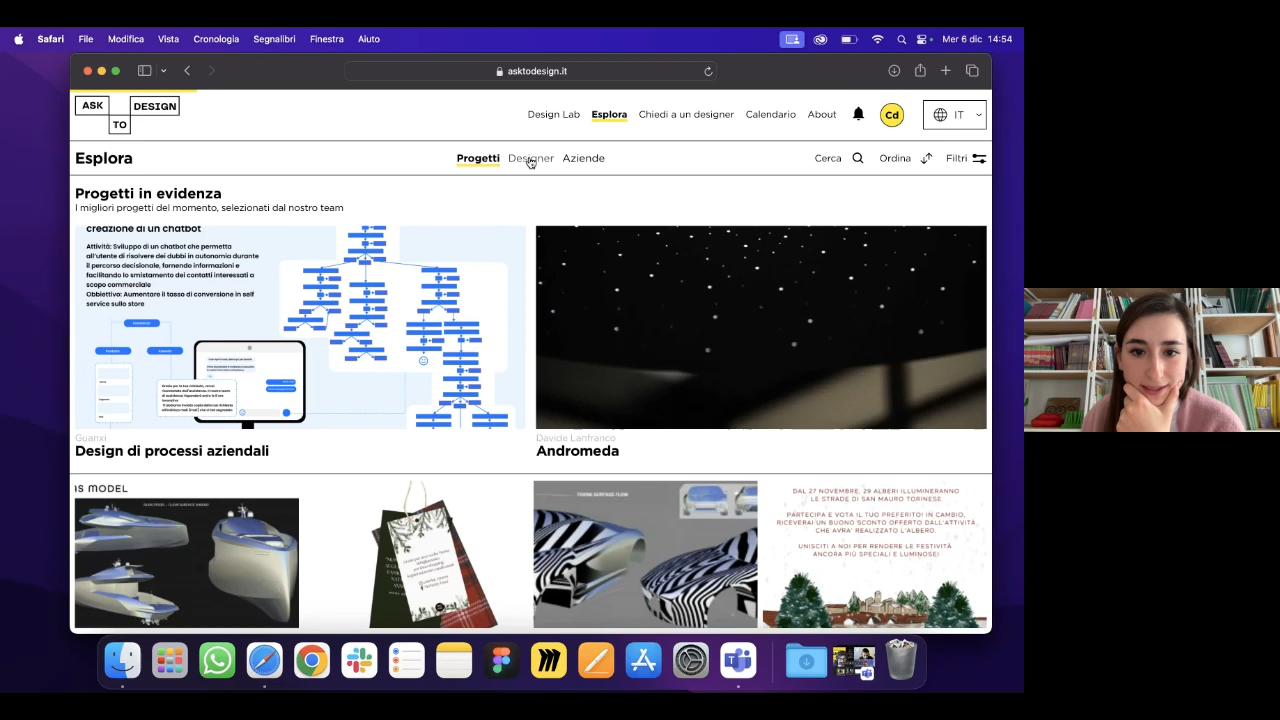 Safari File Modifica Vista Cronologia Segnalibri Finestra Aiuto Mer 6 dic 14:54
asktodesign.it
ASK
TO
DESIGN
Design Lab Esplora Chiedi a un designer Calendario About Cd IT
Esplora Progetti Designer Aziende Cerca Ordina Filtri
Progetti in evidenza
I migliori progetti del momento, selezionati dal nostro team
creazione di un chatbot
Attività: Sviluppo di un chatbot che permetta
all'utente di risolvere dei dubbi in autonomia durante
il percorso decisionale, fornendo informazioni e
facilitando lo smistamento dei contatti interessati a
scopo commerciale
Obbiettivo: Aumentare il tasso di conversione in self
service sullo store
Guanxi
Design di processi aziendali
Davide Lanfranco
Andromeda
AS MODEL
DAL 27 NOVEMBRE, 29 ALBERI ILLUMINERANNO
LE STRADE DI SAN MAURO TORINESE.
PARTECIPA E VOTA IL TUO PREFERITO! IN CAMBIO,
RICEVERAI UN BUONO SCONTO OFFERTO DALL'ATTIVITÀ
CHE AVRA' REALIZZATO L'ALBERO.
UNISCITI A NOI PER RENDERE LE FESTIVITÀ
ANCORA PIÙ SPECIALI E LUMINOSE!